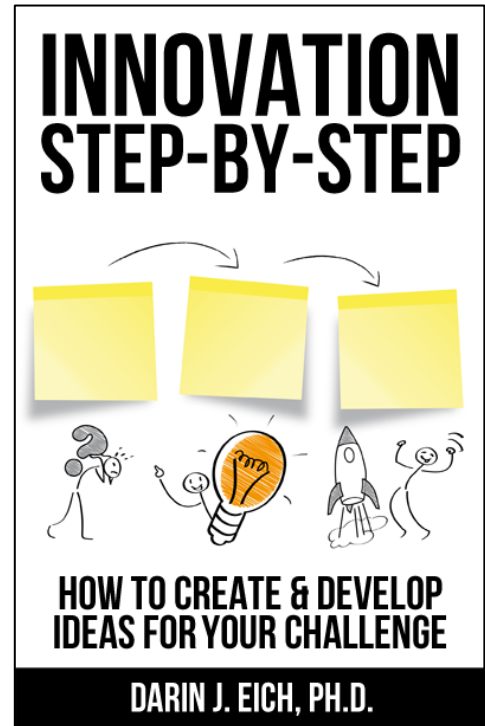 INNOVATION
STEP-BY-STEP
HOW TO CREATE & DEVELOP
IDEAS FOR YOUR CHALLENGE
DARIN J. EICH, PH.D.